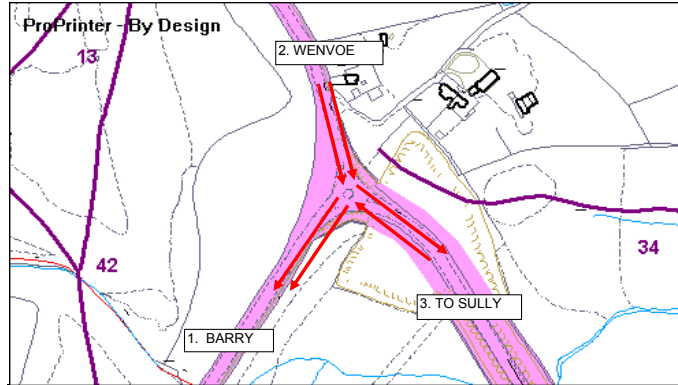 ProPrinter - By Design
2. WENVOE
13
42
34
3. TO SULLY
1. BARRY